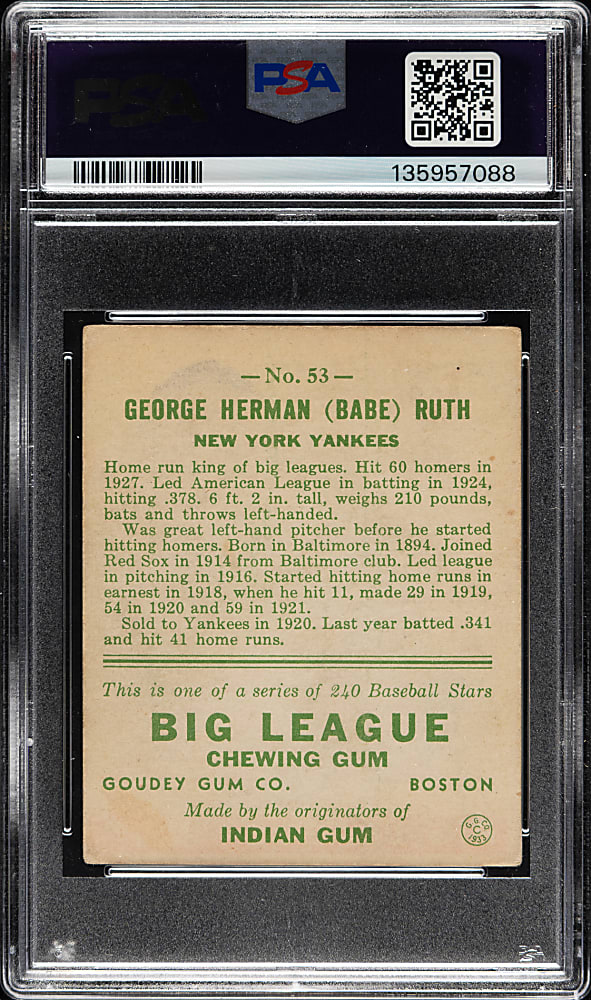 PSA
PSA
135957088
— No. 53 —
GEORGE HERMAN (BABE) RUTH
NEW YORK YANKEES
Home run king of big leagues. Hit 60 homers in
1927. Led American League in batting in 1924,
hitting .378. 6 ft. 2 in. tall, weighs 210 pounds,
bats and throws left-handed.
Was great left-hand pitcher before he started
hitting homers. Born in Baltimore in 1894. Joined
Red Sox in 1914 from Baltimore club. Led league
in pitching in 1916. Started hitting home runs in
earnest in 1918, when he hit 11, made 29 in 1919,
54 in 1920 and 59 in 1921.
Sold to Yankees in 1920. Last year batted .341
and hit 41 home runs.
This is one of a series of 240 Baseball Stars
BIG LEAGUE
CHEWING GUM
GOUDEY GUM CO. BOSTON
Made by the originators of
INDIAN GUM
G. G. CO.
C
1933